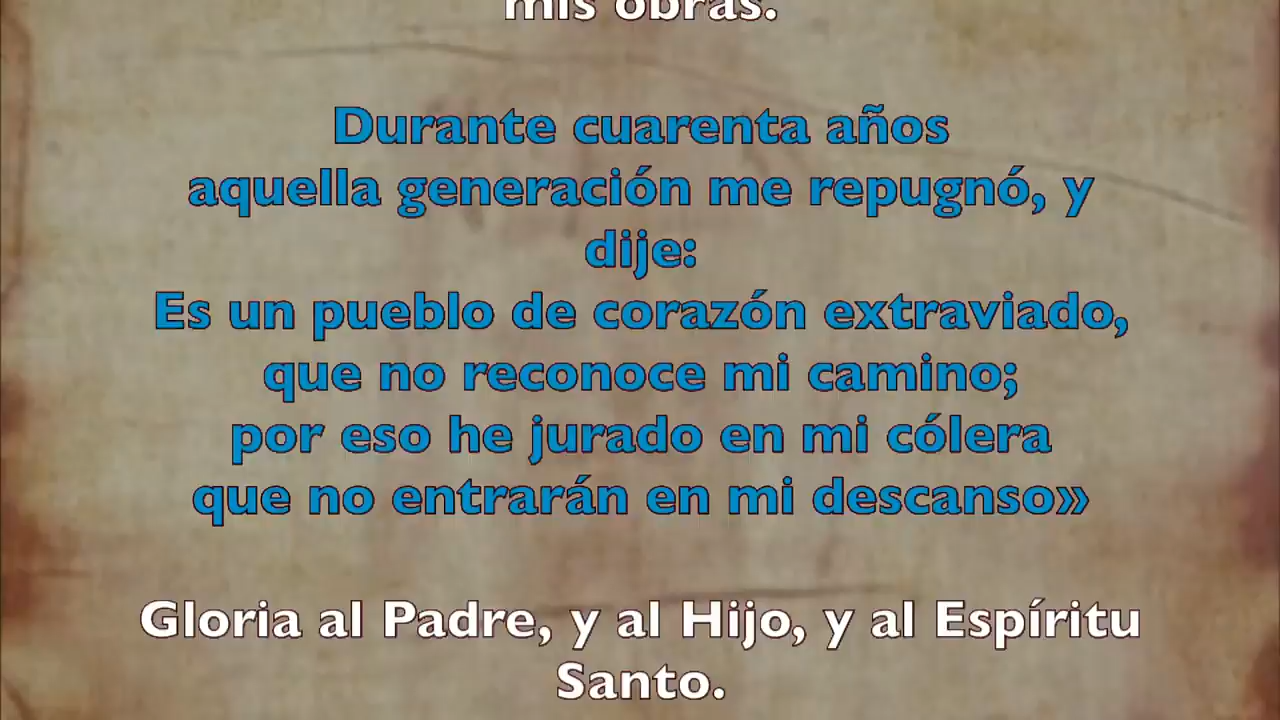 mis obras.
Durante cuarenta años
aquella generación me repugnó, y
dije:
Es un pueblo de corazón extraviado,
que no reconoce mi camino;
por eso he jurado en mi cólera
que no entrarán en mi descanso»
Gloria al Padre, y al Hijo, y al Espíritu
Santo.